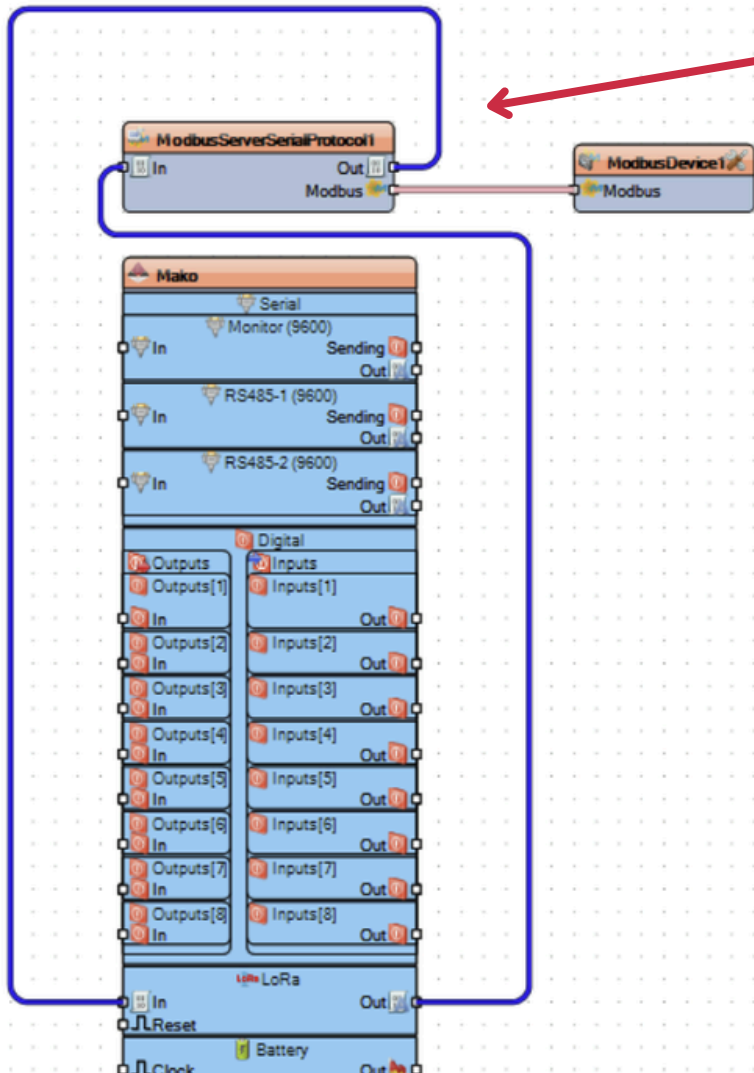 ModbusServerSerialProtocol1
In Out
Modbus
ModbusDevice1
Modbus
Mako
Serial
Monitor (9600)
In Sending
Out
RS485-1 (9600)
In Sending
Out
RS485-2 (9600)
In Sending
Out
Digital
Outputs Inputs
Outputs[1] Inputs[1]
In Out
Outputs[2] Inputs[2]
In Out
Outputs[3] Inputs[3]
In Out
Outputs[4] Inputs[4]
In Out
Outputs[5] Inputs[5]
In Out
Outputs[6] Inputs[6]
In Out
Outputs[7] Inputs[7]
In Out
Outputs[8] Inputs[8]
In Out
LoRa LoRa
In Out
Reset
Battery
Clock Out